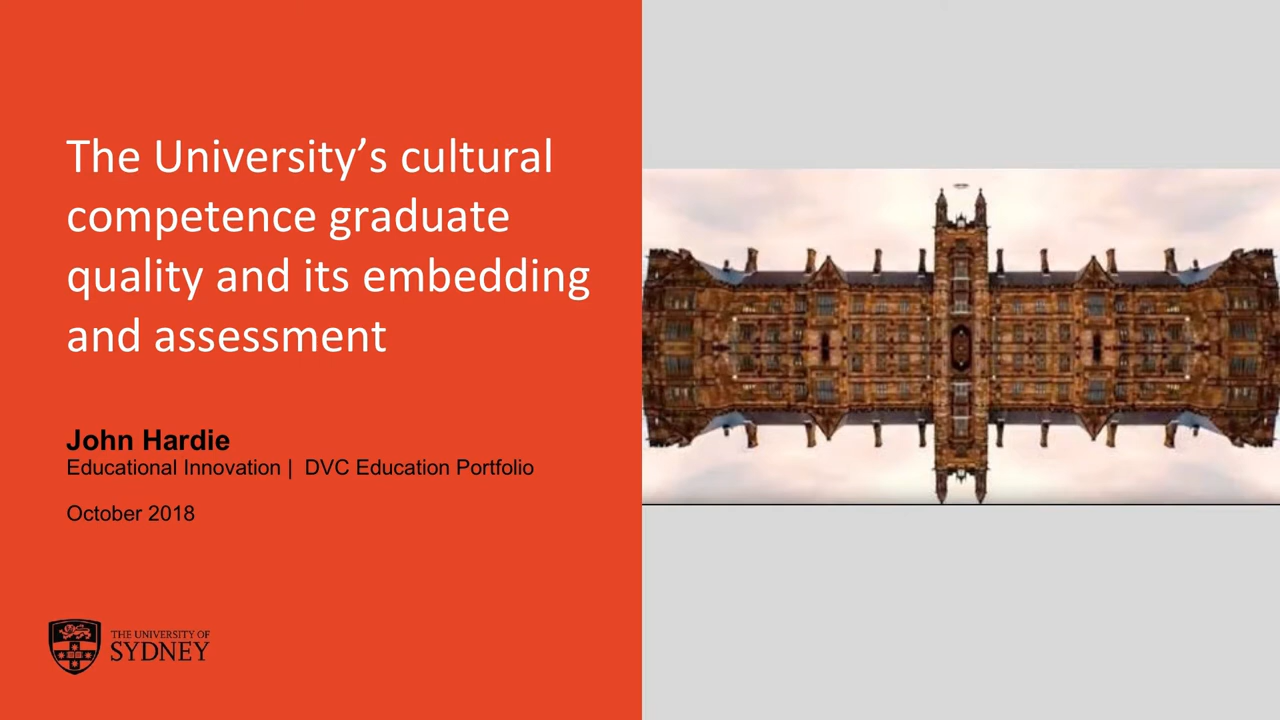 The University’s cultural
competence graduate
quality and its embedding
and assessment
John Hardie
Educational Innovation | DVC Education Portfolio
October 2018
THE UNIVERSITY OF
SYDNEY